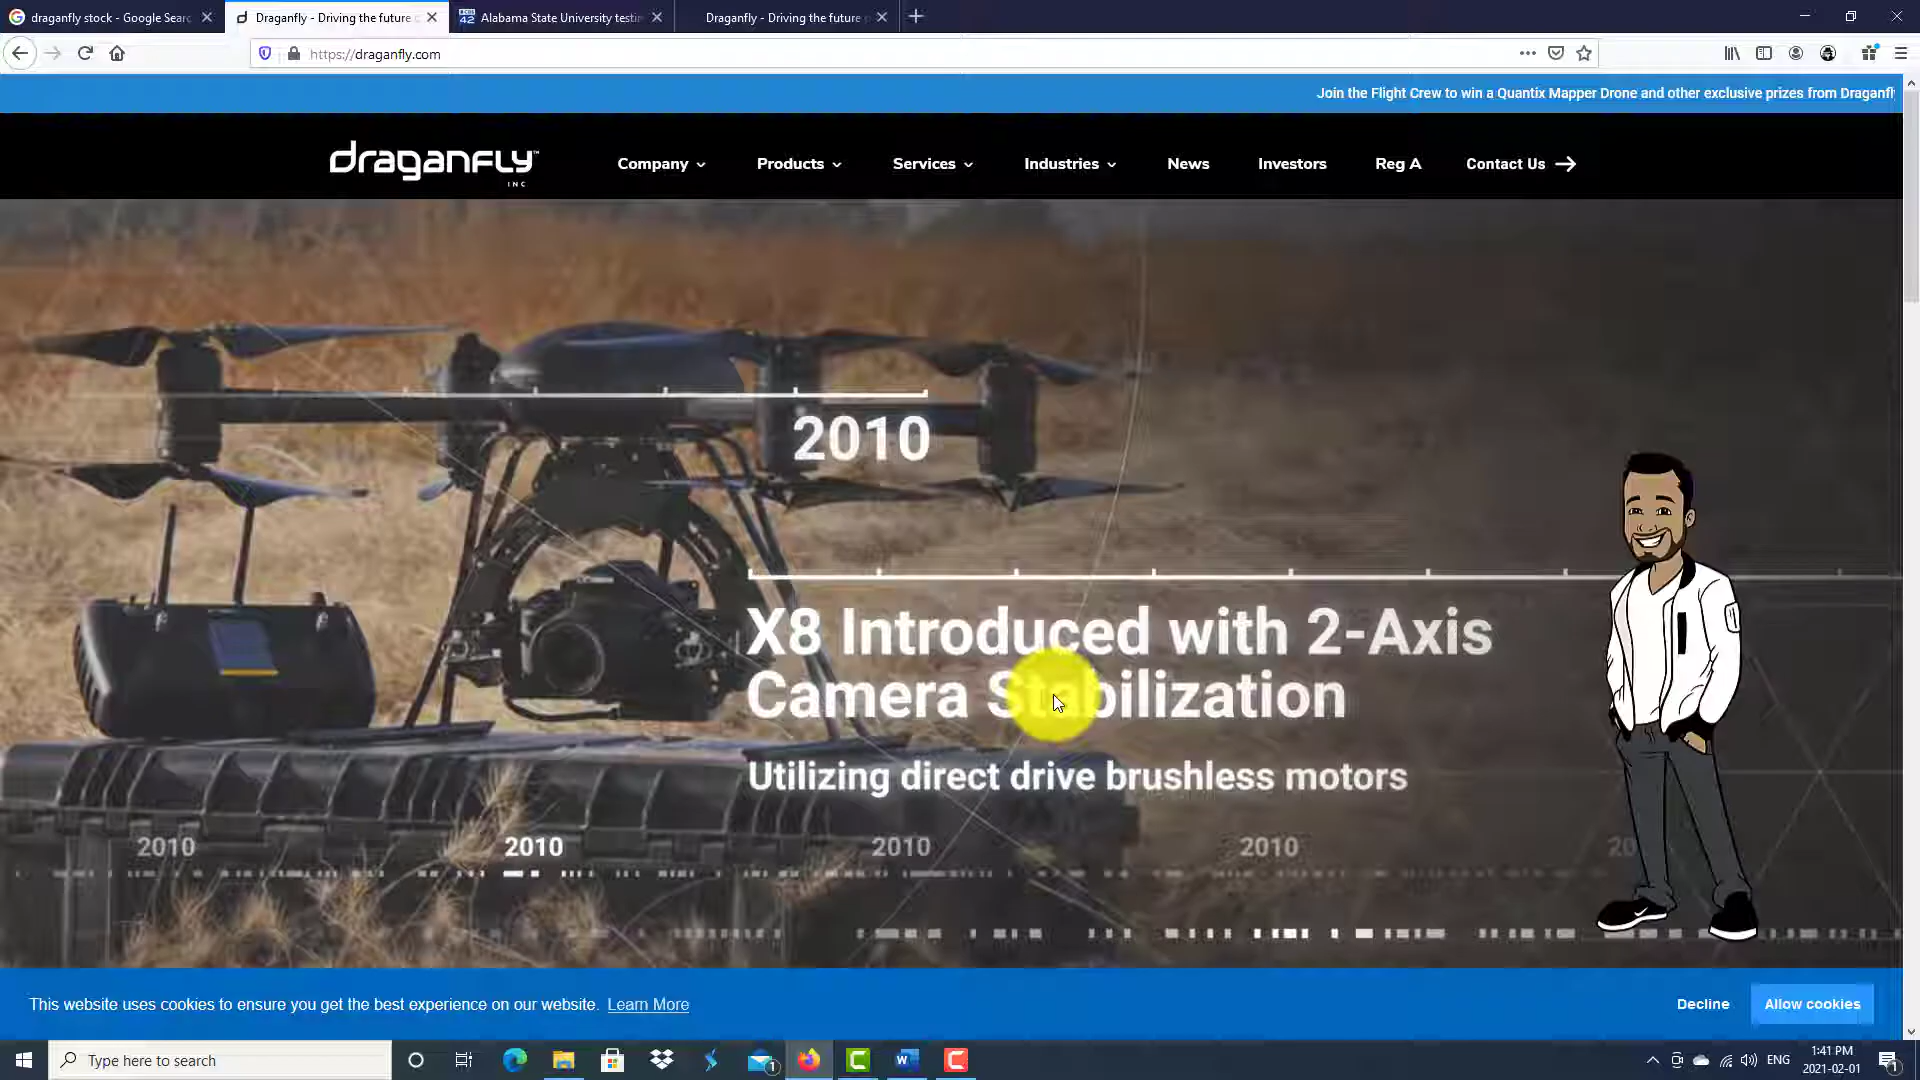 draganfly stock - Google Searc
Draganfly - Driving the future c
Alabama State University testin
Draganfly - Driving the future p
https://draganfly.com
Join the Flight Crew to win a Quantix Mapper Drone and other exclusive prizes from Draganfl
draganfly INC
Company
Products
Services
Industries
News
Investors
Reg A
Contact Us
2010
X8 Introduced with 2-Axis
Camera Stabilization
Utilizing direct drive brushless motors
2010 2010 2010 2010 20
This website uses cookies to ensure you get the best experience on our website. Learn More
Decline
Allow cookies
Type here to search
ENG
1:41 PM
2021-02-01